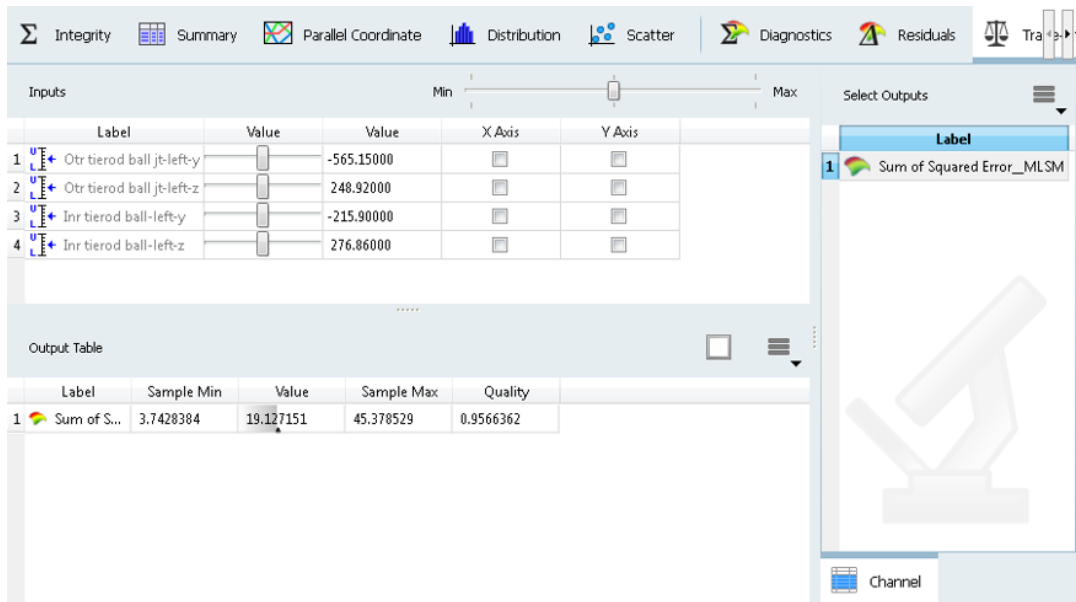 Integrity Summary Parallel Coordinate Distribution Scatter Diagnostics Residuals
Inputs Min Max
Label Value Value X Axis Y Axis
1 Otr tierod ball jt-left-y -565.15000
2 Otr tierod ball jt-left-z 248.92000
3 Inr tierod ball-left-y -215.90000
4 Inr tierod ball-left-z 276.86000
Output Table
Label Sample Min Value Sample Max Quality
1 Sum of S... 3.7428384 19.127151 45.378529 0.9566362
Select Outputs
Label
1 Sum of Squared Error_MLSM
Channel